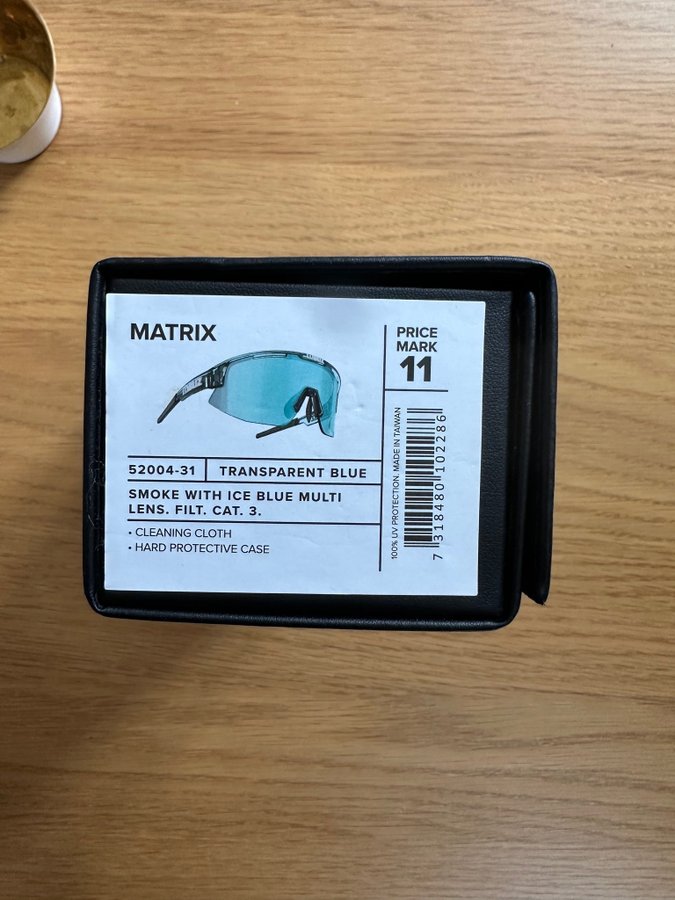 MATRIX
PRICE
MARK
11
52004-31
TRANSPARENT BLUE
SMOKE WITH ICE BLUE MULTI
LENS. FILT. CAT. 3.
• CLEANING CLOTH
• HARD PROTECTIVE CASE
100% UV PROTECTION. MADE IN TAIWAN
7 318480 102286